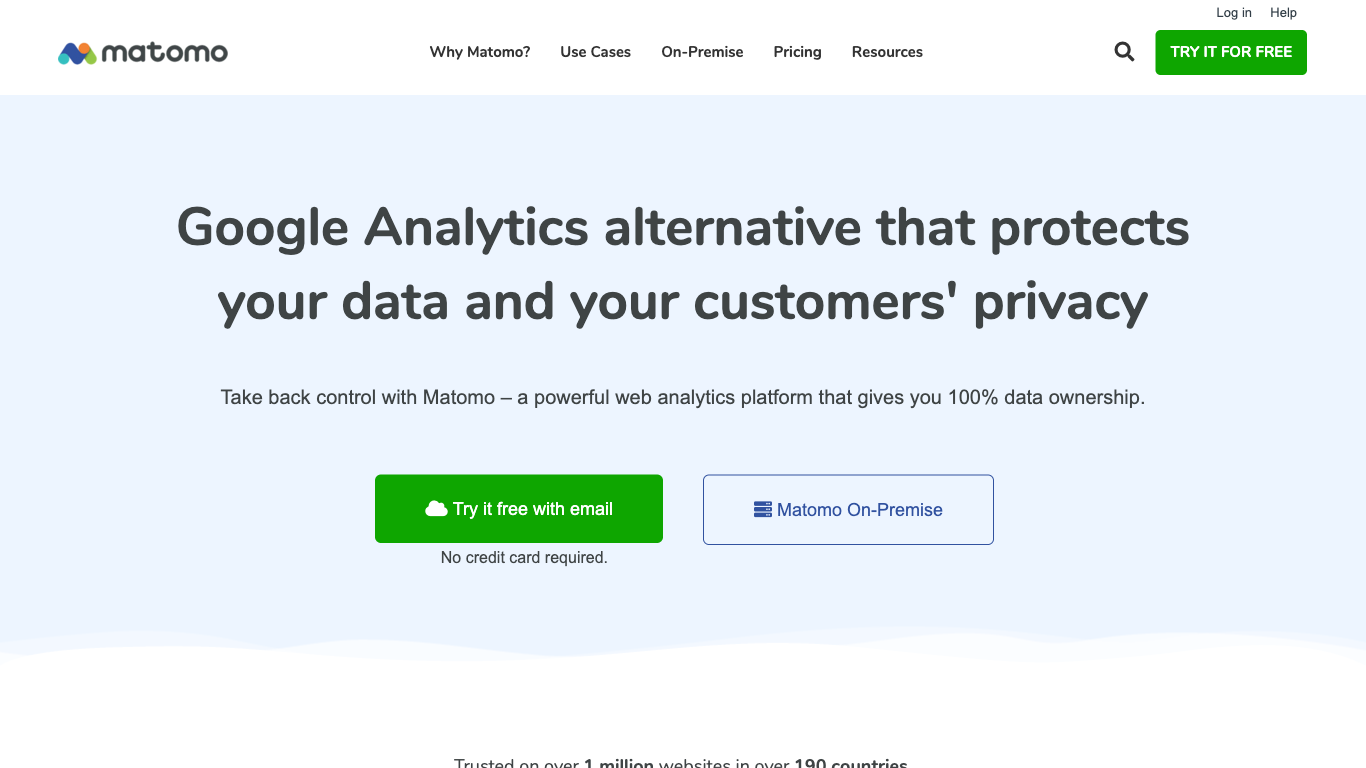 Log in Help
matomo Why Matomo? Use Cases On-Premise Pricing Resources TRY IT FOR FREE
Google Analytics alternative that protects
your data and your customers' privacy
Take back control with Matomo – a powerful web analytics platform that gives you 100% data ownership.
Try it free with email Matomo On-Premise
No credit card required.
Trusted on over 1 million websites in over 190 countries